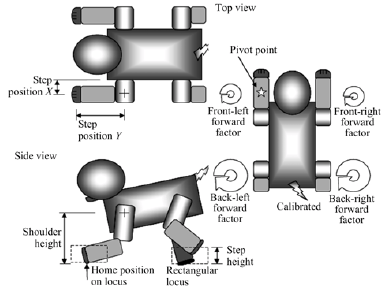 Top view
Pivot point
Step
position X
Step
position Y
Front-left
forward
factor
Front-right
forward
factor
Side view
Back-left
forward
factor
Calibrated
Back-right
forward
factor
Shoulder
height
Step
height
Home position
on locus
Rectangular
locus